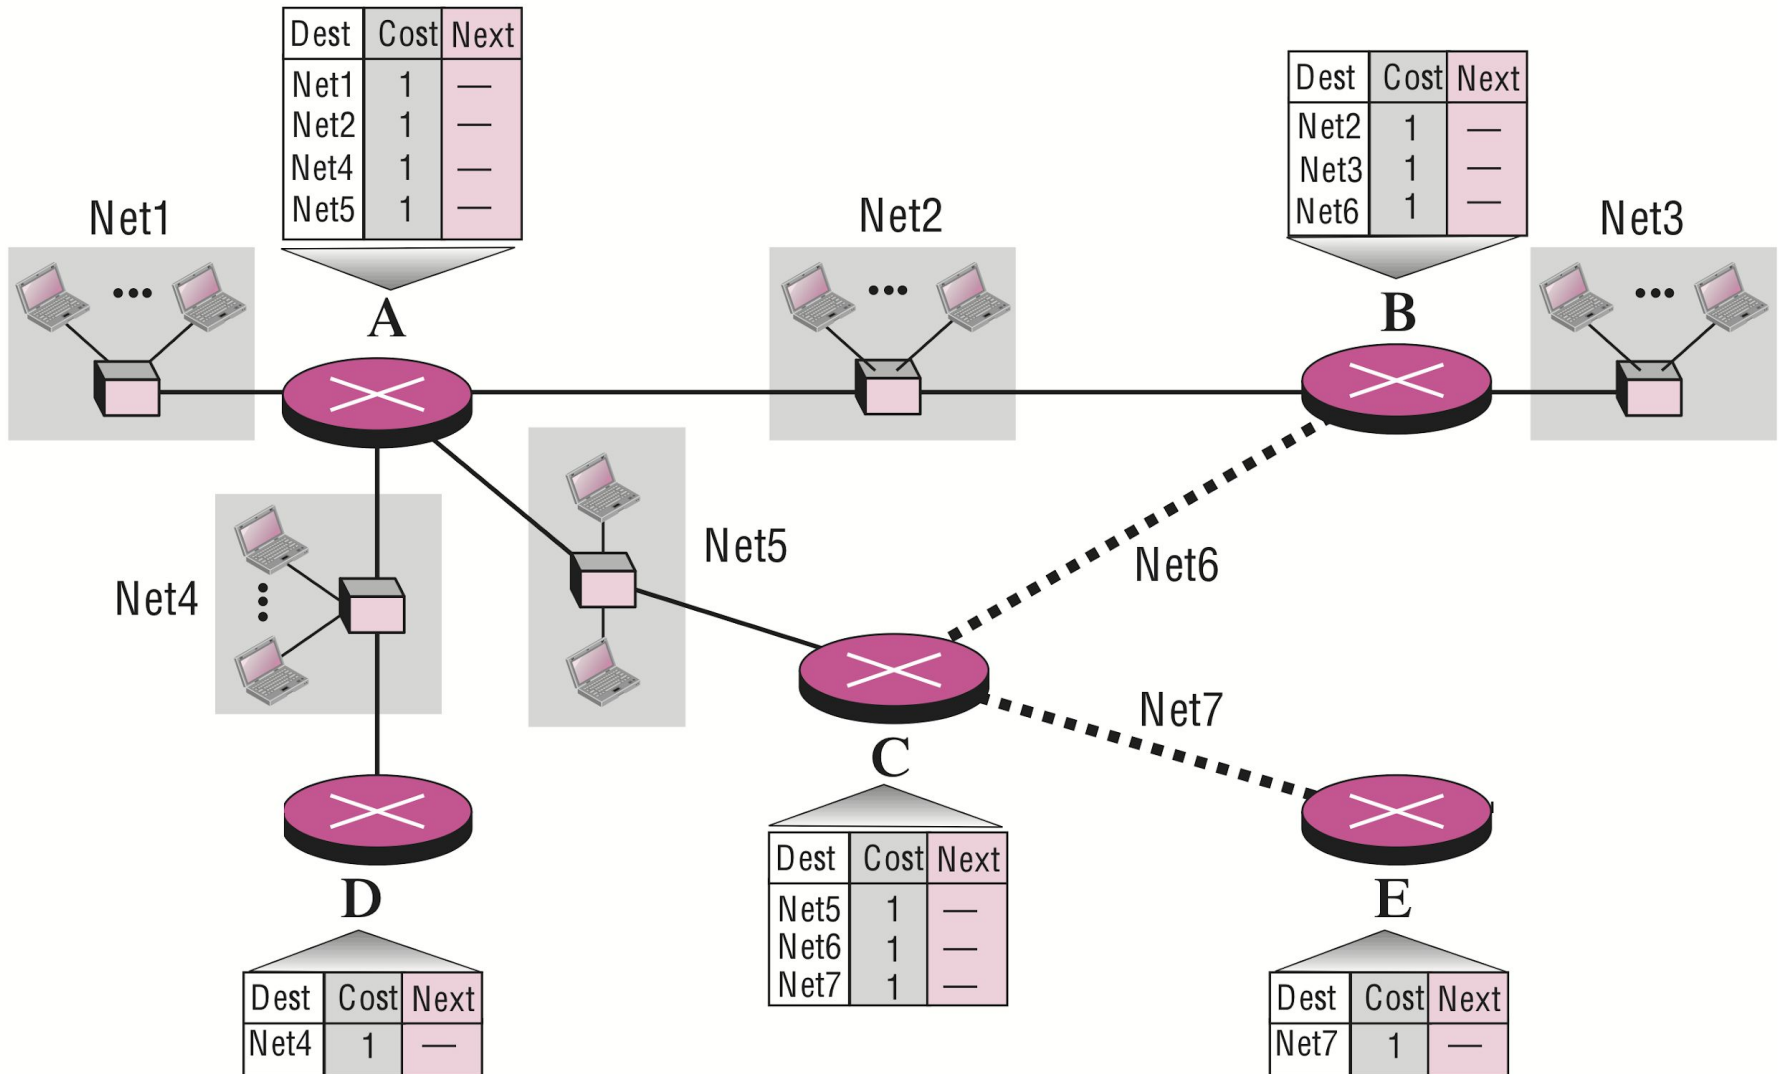 Dest Cost Next
Net1 1 —
Net2 1 —
Net4 1 —
Net5 1 —
Dest Cost Next
Net2 1 —
Net3 1 —
Net6 1 —
Net1
Net2
Net3
A
B
Net4
Net5
Net6
Net7
C
D
E
Dest Cost Next
Net5 1 —
Net6 1 —
Net7 1 —
Dest Cost Next
Net4 1 —
Dest Cost Next
Net7 1 —